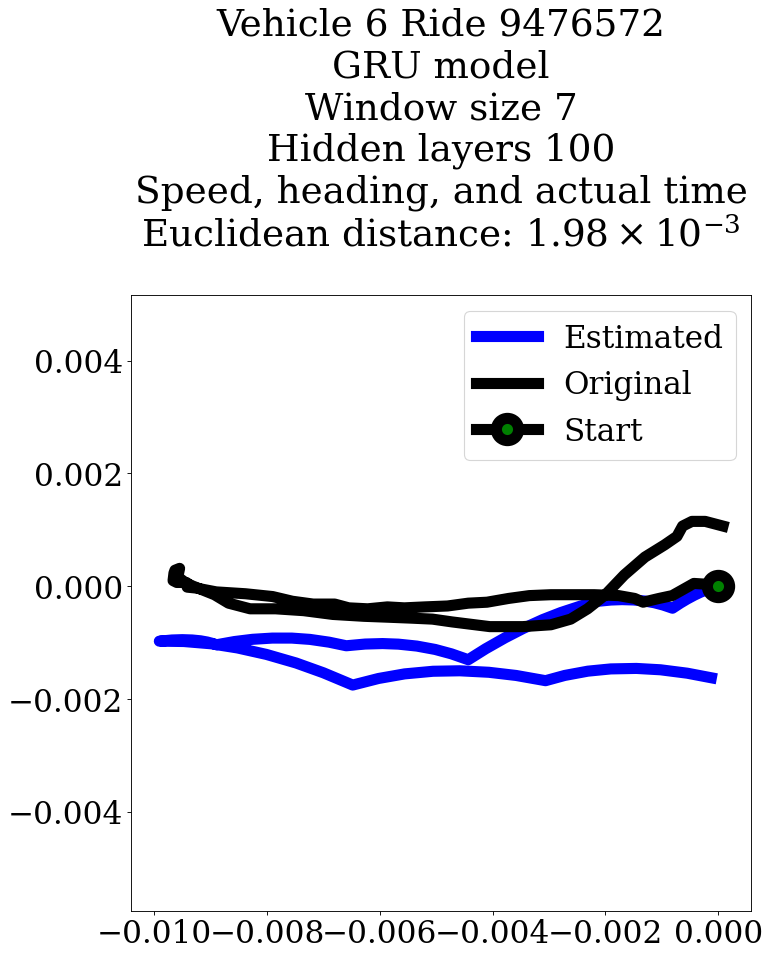 Vehicle 6 Ride 9476572
GRU model
Window size 7
Hidden layers 100
Speed, heading, and actual time
Euclidean distance: 1.98 × 10⁻³
Estimated
Original
Start
0.004
0.002
0.000
−0.002
−0.004
−0.010 −0.008 −0.006 −0.004 −0.002 0.000